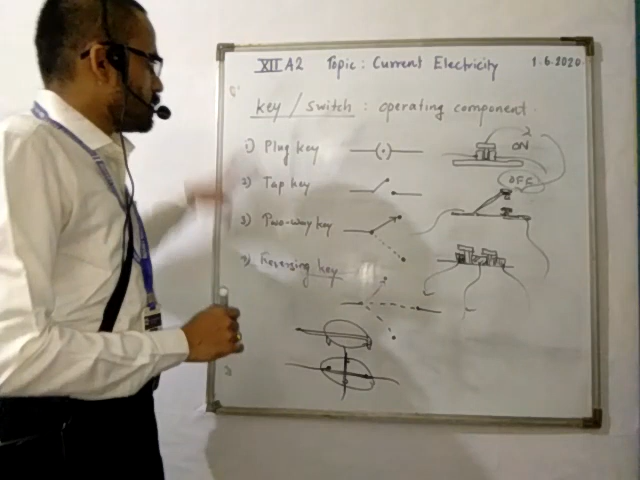 XII A2 Topic : Current Electricity 1.6.2020
Key / Switch : operating component.
1) Plug key
ON
2) Tap key
OFF
3) Two-way key
4) Reversing key